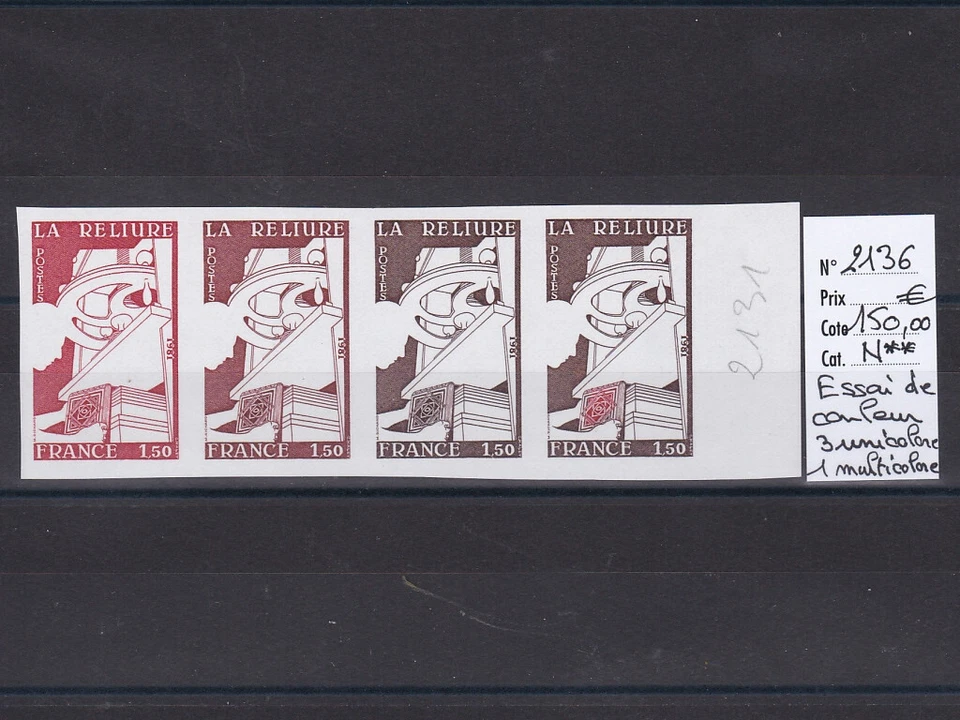 LA RELIURE
POSTES
1981
FRANCE 1,50
LA RELIURE
POSTES
1981
FRANCE 1,50
LA RELIURE
POSTES
1981
FRANCE 1,50
LA RELIURE
POSTES
1981
FRANCE 1,50
2131
N° 2136
Prix €
Cote 150,00
Cat. N**
Essai de
couleur
3 unicolore
1 multicolore